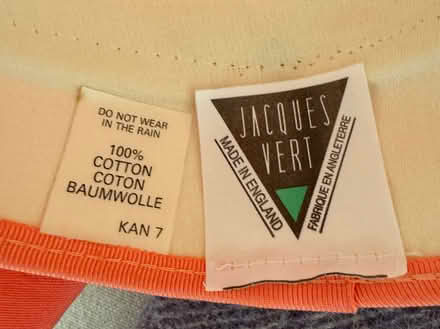 DO NOT WEAR
IN THE RAIN
100%
COTTON
COTON
BAUMWOLLE
KAN 7
JACQUES
VERT
MADE IN ENGLAND
FABRIQUE EN ANGLETERRE